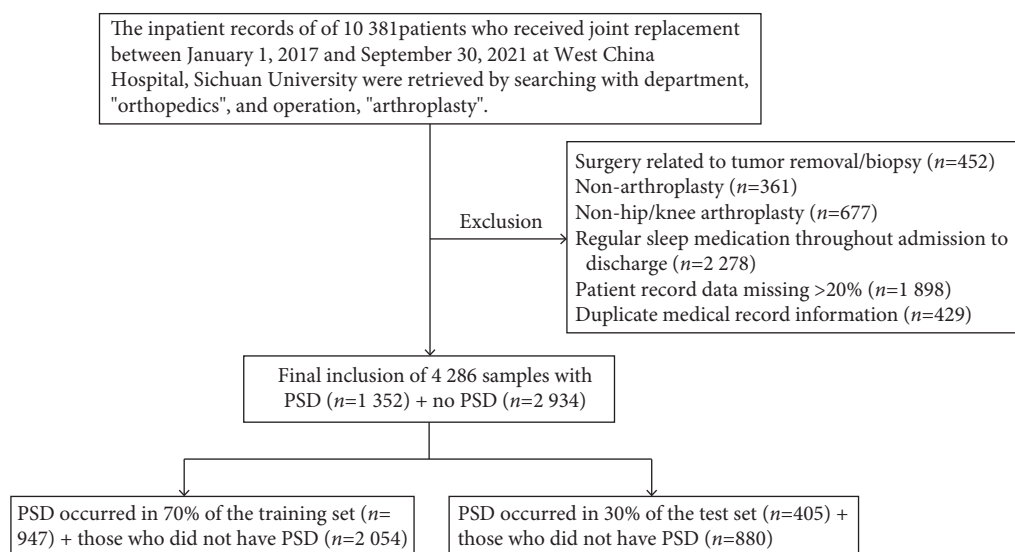 The inpatient records of of 10 381patients who received joint replacement
between January 1, 2017 and September 30, 2021 at West China
Hospital, Sichuan University were retrieved by searching with department,
"orthopedics", and operation, "arthroplasty".
Exclusion
Surgery related to tumor removal/biopsy (n=452)
Non-arthroplasty (n=361)
Non-hip/knee arthroplasty (n=677)
Regular sleep medication throughout admission to
discharge (n=2 278)
Patient record data missing >20% (n=1 898)
Duplicate medical record information (n=429)
Final inclusion of 4 286 samples with
PSD (n=1 352) + no PSD (n=2 934)
PSD occurred in 70% of the training set (n=
947) + those who did not have PSD (n=2 054)
PSD occurred in 30% of the test set (n=405) +
those who did not have PSD (n=880)